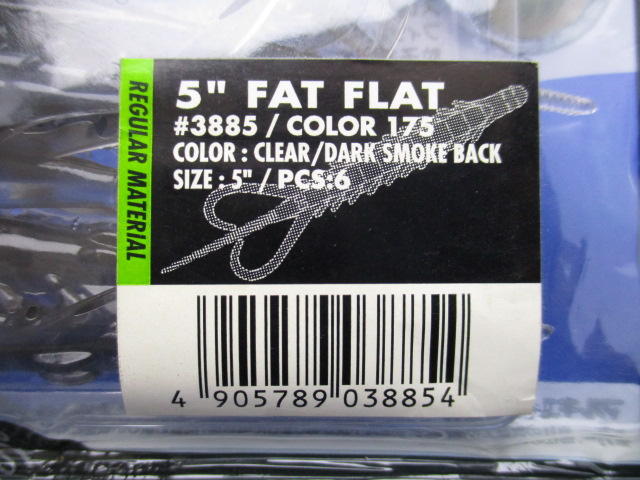 REGULAR MATERIAL
5" FAT FLAT
#3885 / COLOR 175
COLOR : CLEAR/DARK SMOKE BACK
SIZE : 5" / PCS:6
4 905789 038854